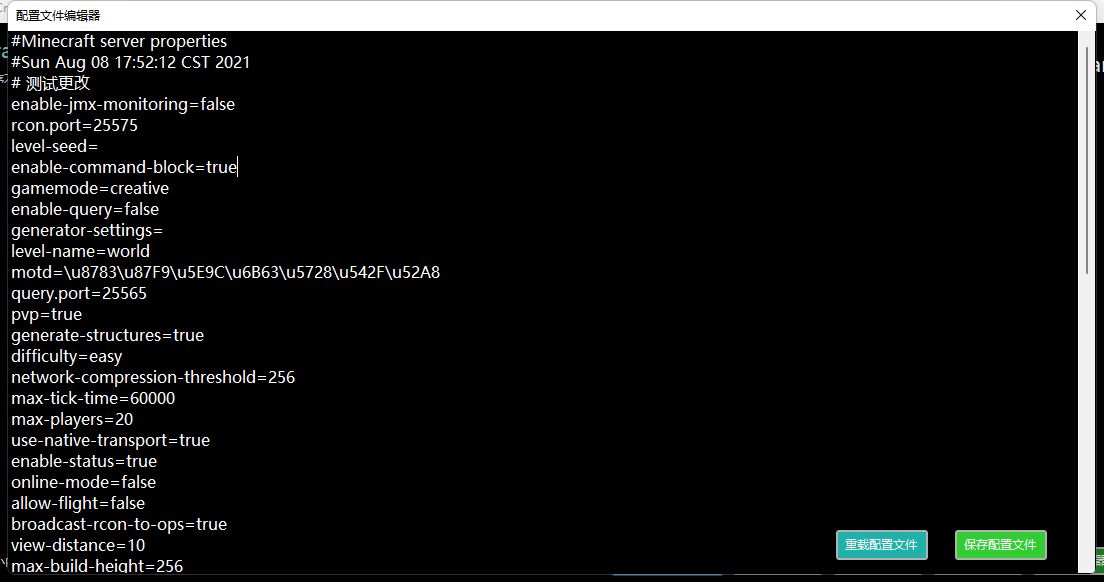 配置文件编辑器
#Minecraft server properties
#Sun Aug 08 17:52:12 CST 2021
# 测试更改
enable-jmx-monitoring=false
rcon.port=25575
level-seed=
enable-command-block=true
gamemode=creative
enable-query=false
generator-settings=
level-name=world
motd=\u8783\u87F9\u5E9C\u6B63\u5728\u542F\u52A8
query.port=25565
pvp=true
generate-structures=true
difficulty=easy
network-compression-threshold=256
max-tick-time=60000
max-players=20
use-native-transport=true
enable-status=true
online-mode=false
allow-flight=false
broadcast-rcon-to-ops=true
view-distance=10
max-build-height=256
重载配置文件
保存配置文件